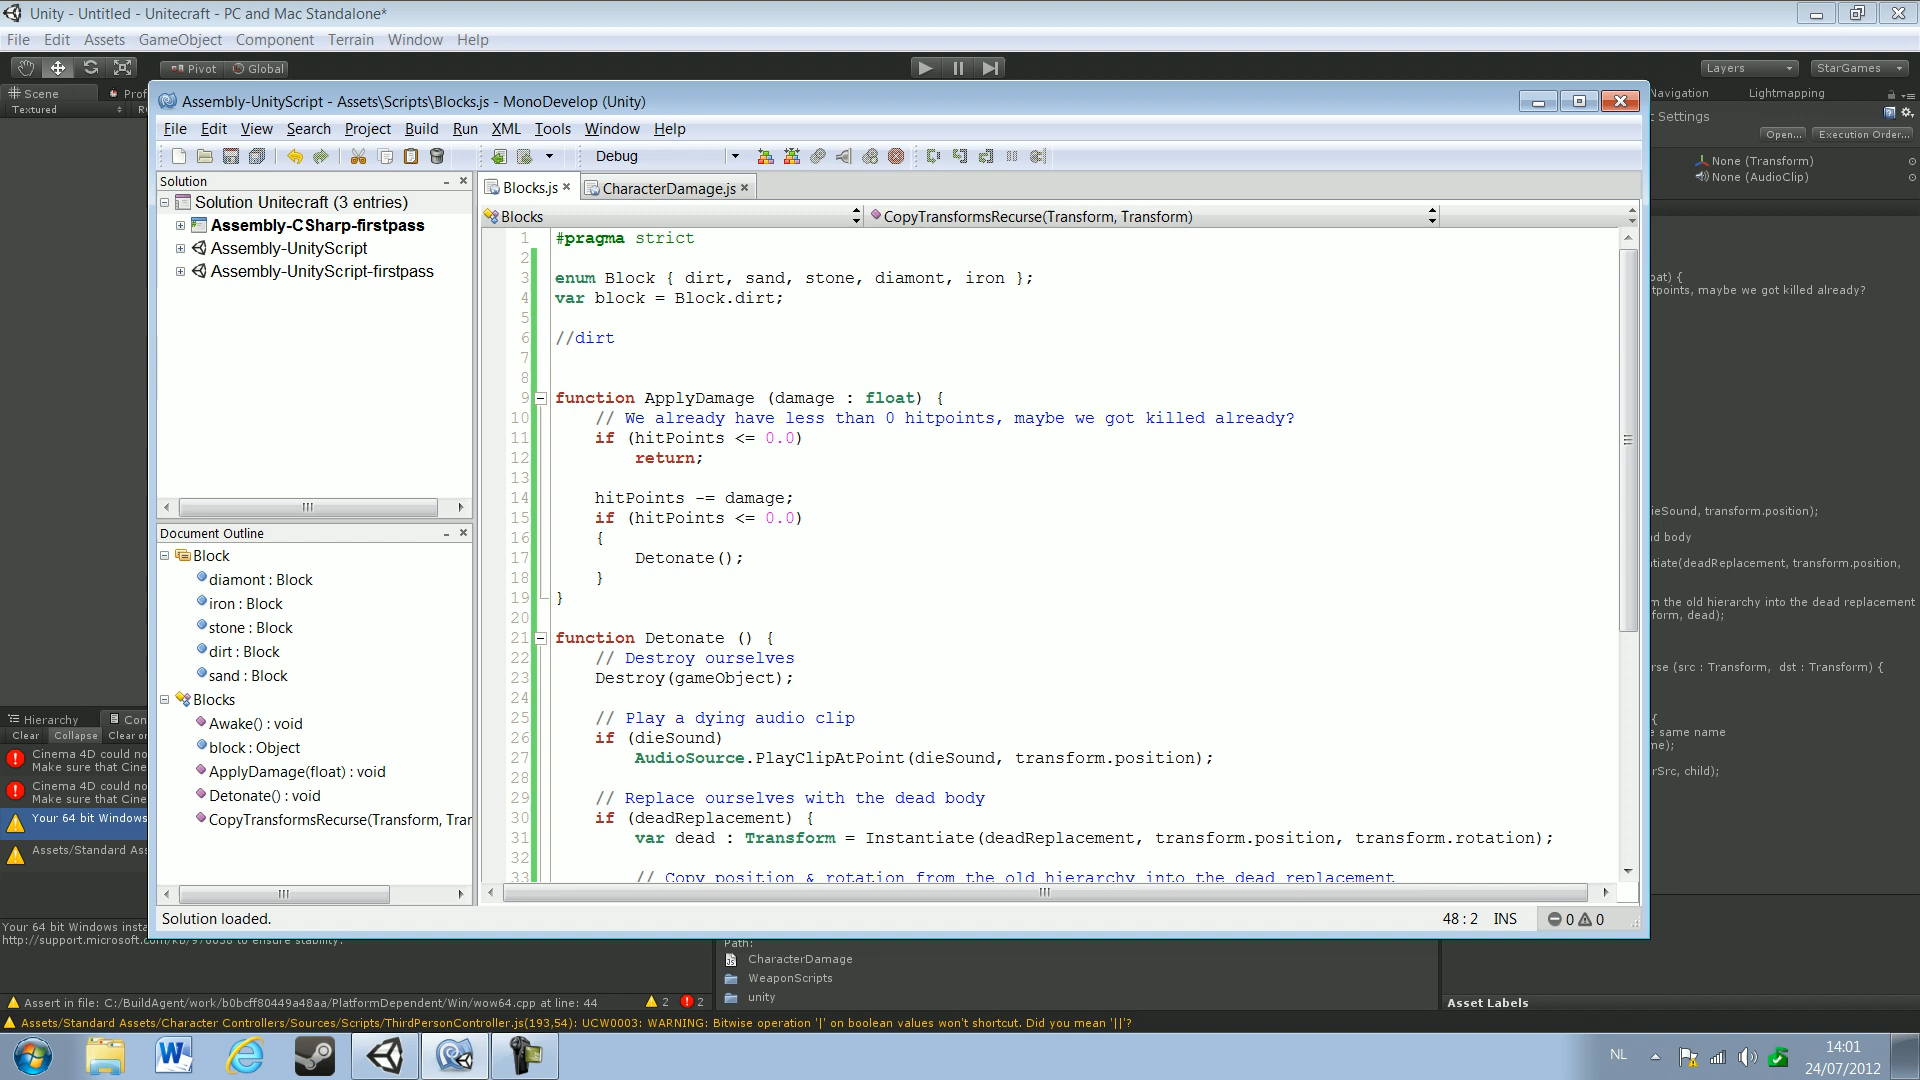 Unity - Untitled - Unitecraft - PC and Mac Standalone*
File Edit Assets GameObject Component Terrain Window Help
Pivot Global
Layers StarGames
Scene
Textured
Navigation Lightmapping
Settings
Open... Execution Order...
None (Transform)
None (AudioClip)
Assembly-UnityScript - Assets\Scripts\Blocks.js - MonoDevelop (Unity)
File Edit View Search Project Build Run XML Tools Window Help
Debug
Solution
Solution Unitecraft (3 entries)
Assembly-CSharp-firstpass
Assembly-UnityScript
Assembly-UnityScript-firstpass
Document Outline
Block
diamont : Block
iron : Block
stone : Block
dirt : Block
sand : Block
Blocks
Awake() : void
block : Object
ApplyDamage(float) : void
Detonate() : void
CopyTransformsRecurse(Transform, Trar
Blocks.js CharacterDamage.js
Blocks CopyTransformsRecurse(Transform, Transform)
1 #pragma strict
2
3 enum Block { dirt, sand, stone, diamont, iron };
4 var block = Block.dirt;
5
6 //dirt
7
8
9 function ApplyDamage (damage : float) {
10 // We already have less than 0 hitpoints, maybe we got killed already?
11 if (hitPoints <= 0.0)
12 return;
13
14 hitPoints -= damage;
15 if (hitPoints <= 0.0)
16 {
17 Detonate();
18 }
19 }
20
21 function Detonate () {
22 // Destroy ourselves
23 Destroy(gameObject);
24
25 // Play a dying audio clip
26 if (dieSound)
27 AudioSource.PlayClipAtPoint(dieSound, transform.position);
28
29 // Replace ourselves with the dead body
30 if (deadReplacement) {
31 var dead : Transform = Instantiate(deadReplacement, transform.position, transform.rotation);
32
33 // Copy position & rotation from the old hierarchy into the dead replacement
Solution loaded.
48 : 2 INS 0 0
oat) {
tpoints, maybe we got killed already?
ieSound, transform.position);
d body
tiate(deadReplacement, transform.position,
m the old hierarchy into the dead replacement
form, dead);
rse (src : Transform, dst : Transform) {
{
e same name
me);
rSrc, child);
Hierarchy Con
Clear Collapse Clear on
Cinema 4D could no
Make sure that Cine
Cinema 4D could no
Make sure that Cine
Your 64 bit Windows
Assets/Standard Ass
Your 64 bit Windows insta
http://support.microsoft.com/kb/976038 to ensure stability.
Path:
CharacterDamage
WeaponScripts
unity
Asset Labels
Assert in file: C:/BuildAgent/work/b0bcff80449a48aa/PlatformDependent/Win/wow64.cpp at line: 44
2 2
Assets/Standard Assets/Character Controllers/Sources/Scripts/ThirdPersonController.js(193,54): UCW0003: WARNING: Bitwise operation '|' on boolean values won't shortcut. Did you mean '||'?
NL
14:01
24/07/2012